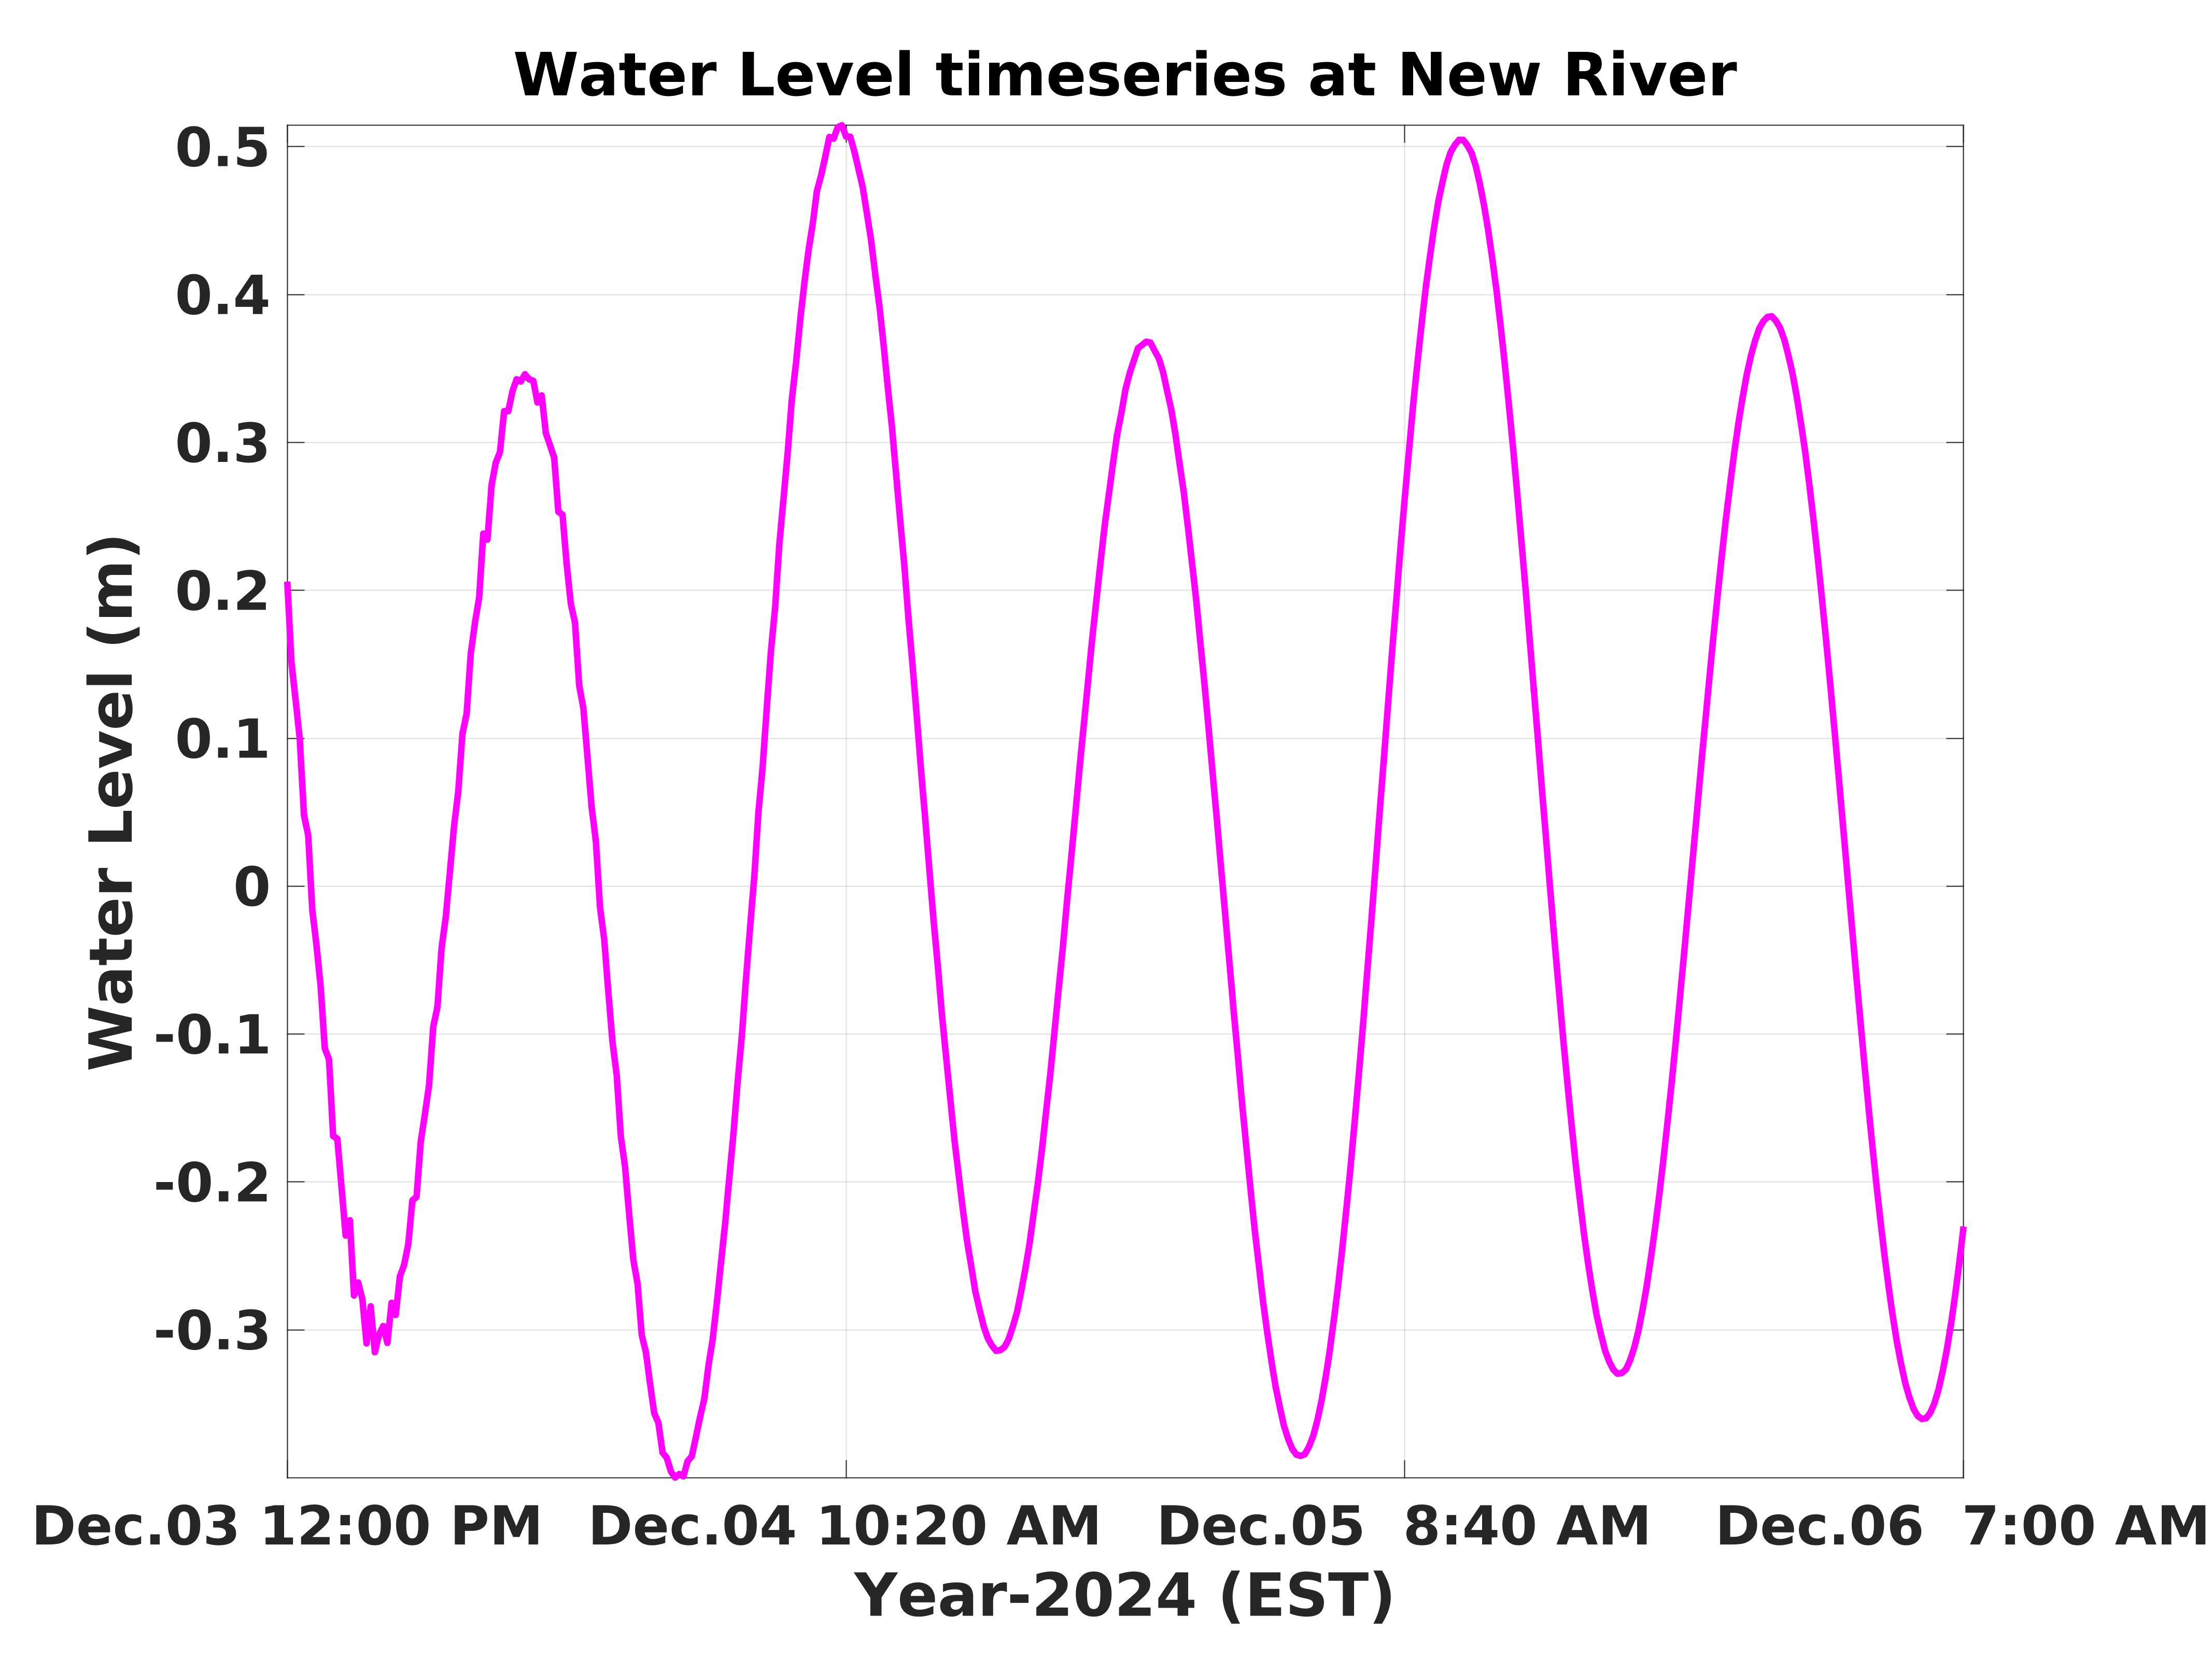 Water Level timeseries at New River
0.5
0.4
0.3
0.2
0.1
0
-0.1
-0.2
-0.3
Water Level (m)
Dec.03 12:00 PM Dec.04 10:20 AM Dec.05 8:40 AM Dec.06 7:00 AM
Year-2024 (EST)